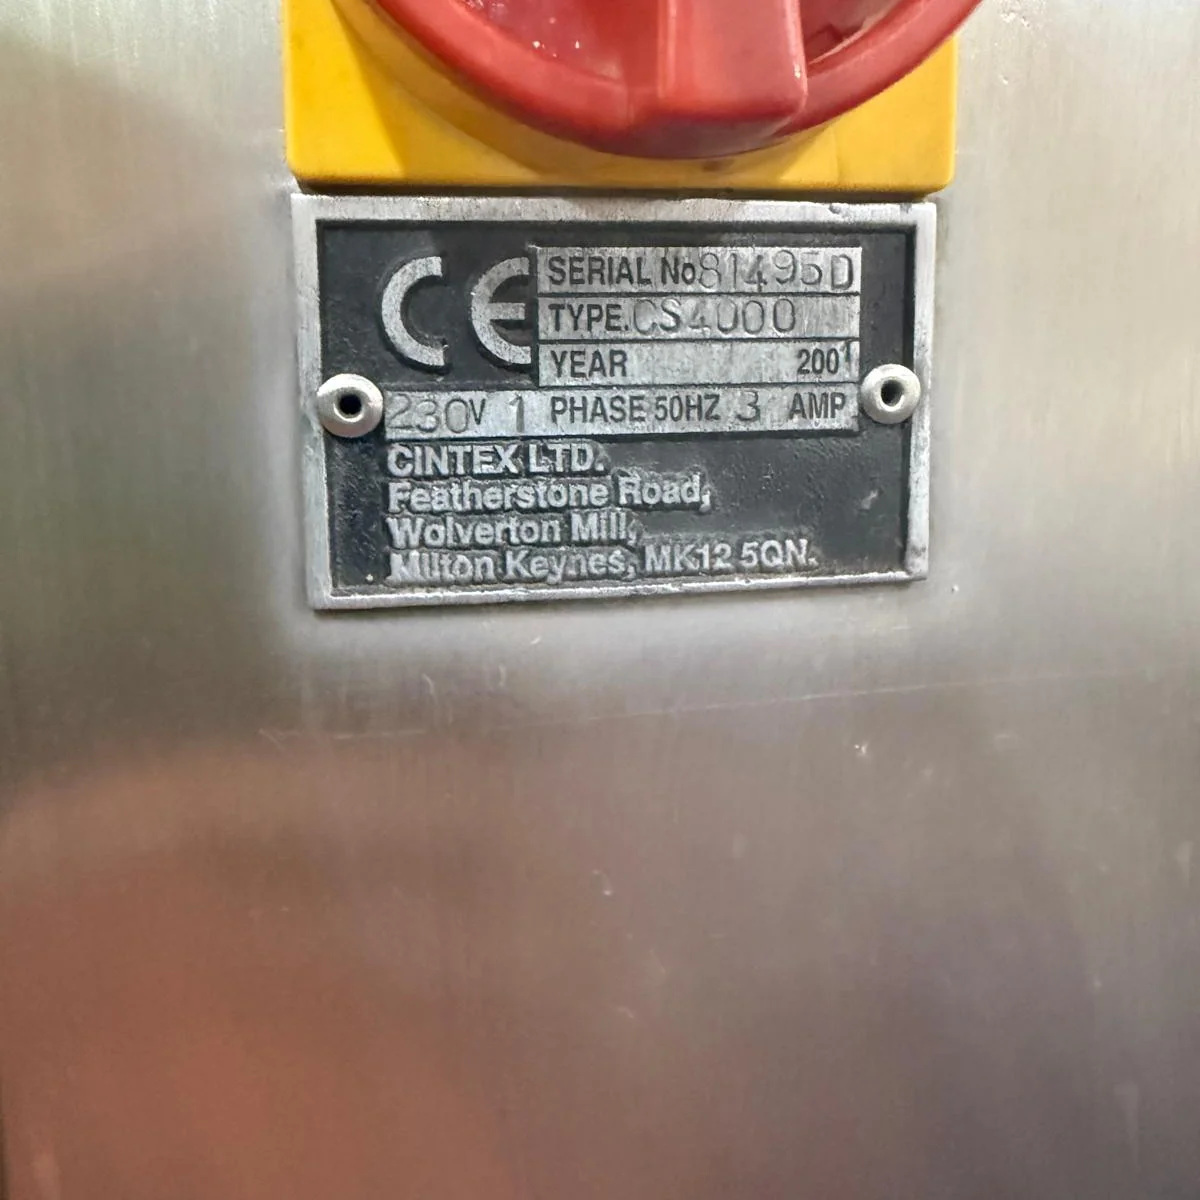 CE
SERIAL No 81495D
TYPE. CS4000
YEAR 2001
230V 1 PHASE 50HZ 3 AMP
CINTEX LTD.
Featherstone Road,
Wolverton Mill,
Milton Keynes, MK12 5QN.